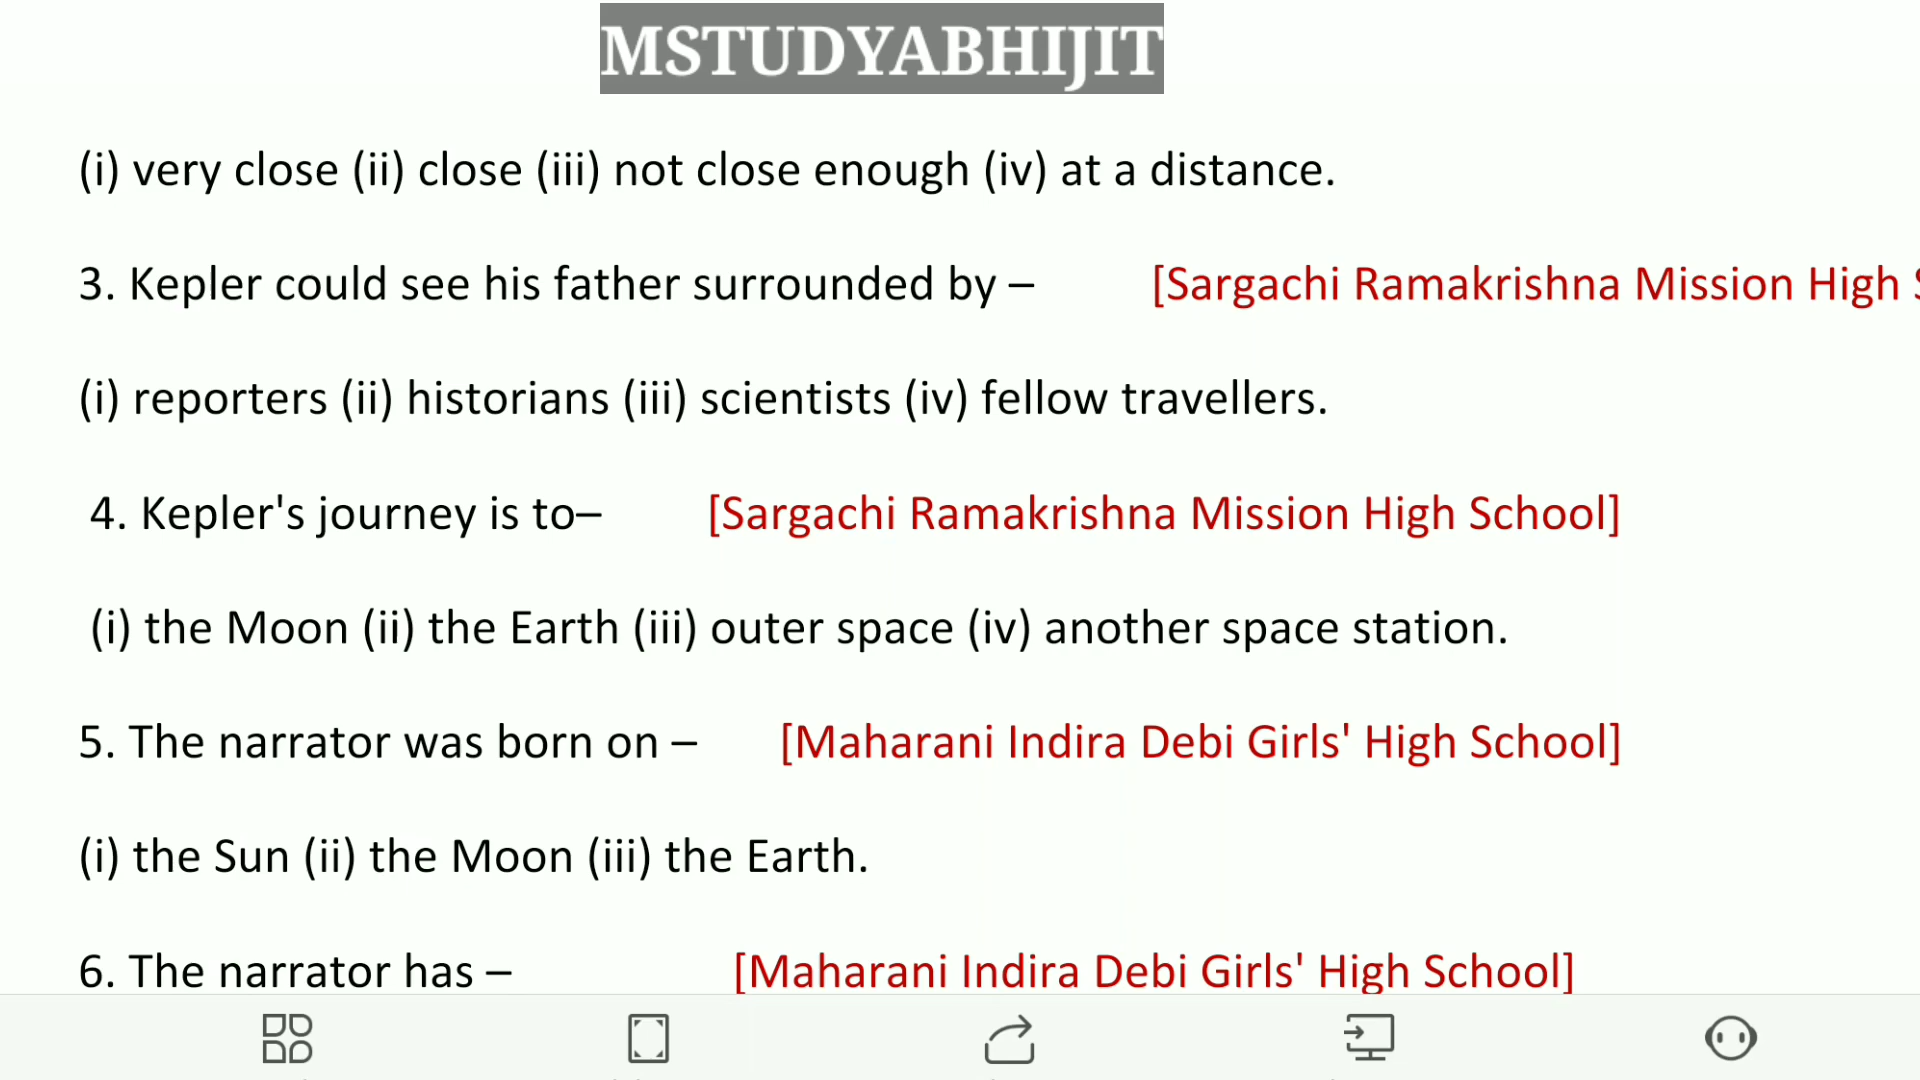 MSTUDYABHIJIT
(i) very close (ii) close (iii) not close enough (iv) at a distance.
3. Kepler could see his father surrounded by – [Sargachi Ramakrishna Mission High
(i) reporters (ii) historians (iii) scientists (iv) fellow travellers.
4. Kepler's journey is to– [Sargachi Ramakrishna Mission High School]
(i) the Moon (ii) the Earth (iii) outer space (iv) another space station.
5. The narrator was born on – [Maharani Indira Debi Girls' High School]
(i) the Sun (ii) the Moon (iii) the Earth.
6. The narrator has – [Maharani Indira Debi Girls' High School]